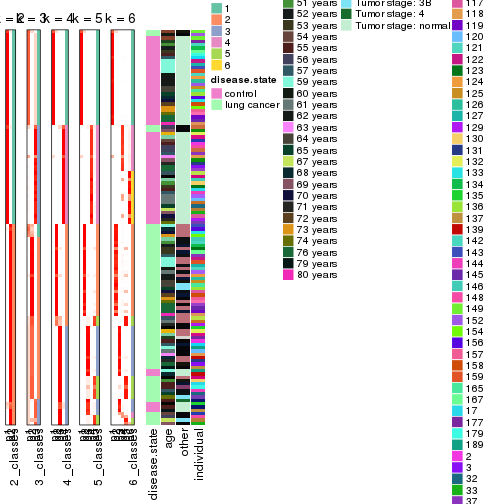 k = 3
k = 4
k = 5
k = 6
1
2
3
4
5
6
disease.state
control
lung cancer
51 years
52 years
53 years
54 years
55 years
56 years
57 years
59 years
60 years
61 years
62 years
63 years
64 years
65 years
67 years
68 years
69 years
70 years
71 years
72 years
73 years
74 years
76 years
79 years
80 years
Tumor stage: 3B
Tumor stage: 4
Tumor stage: normal
117
118
119
120
121
122
123
124
125
126
127
129
130
131
132
133
134
135
136
137
139
142
143
144
145
146
148
149
152
154
156
157
158
159
165
167
17
177
179
189
2
3
32
33
37
2_classes
3_classes
4_classes
5_classes
6_classes
disease.state
age
other
individual